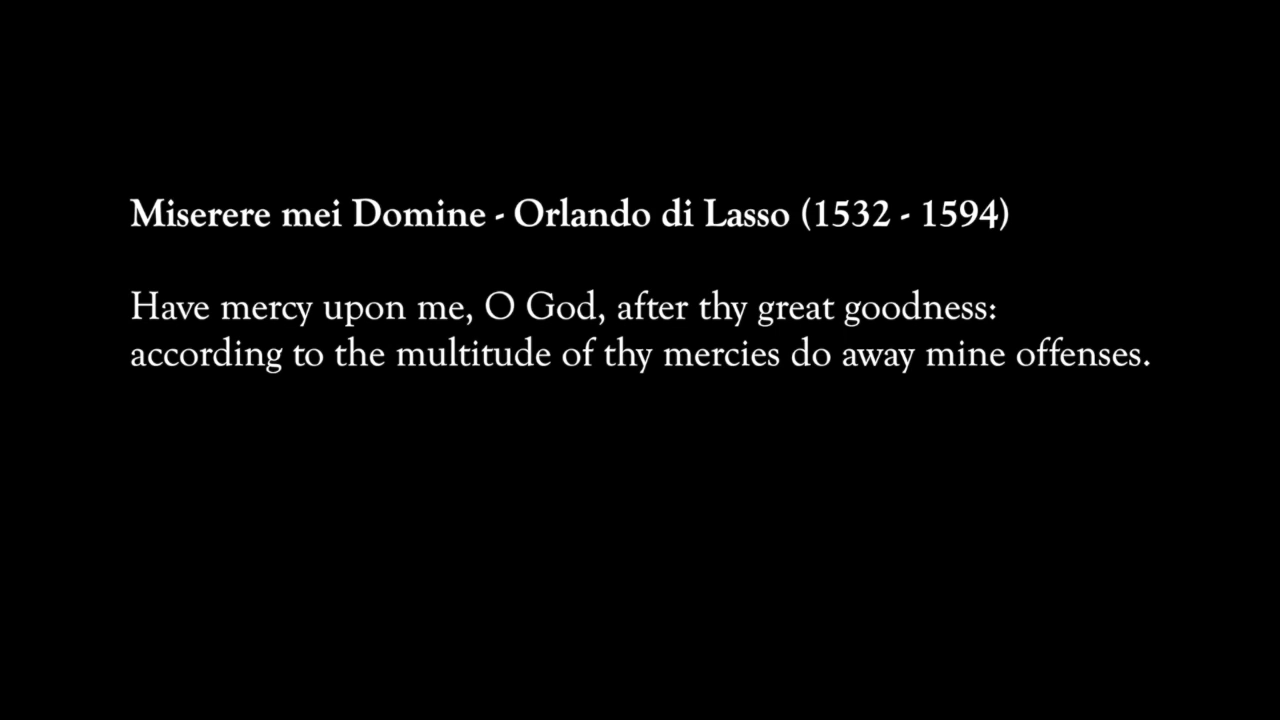 Miserere mei Domine - Orlando di Lasso (1532 - 1594)
Have mercy upon me, O God, after thy great goodness:
according to the multitude of thy mercies do away mine offenses.